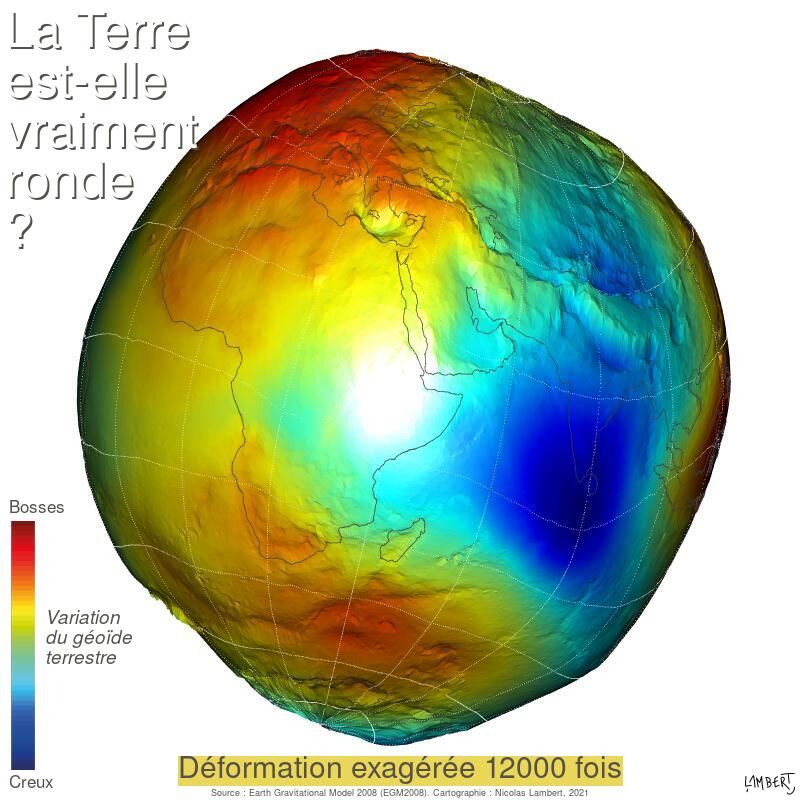 La Terre
est-elle
vraiment
ronde
?
Bosses
Variation
du géoïde
terrestre
Creux
Déformation exagérée 12000 fois
Source : Earth Gravitational Model 2008 (EGM2008). Cartographie : Nicolas Lambert, 2021
LAMBERT